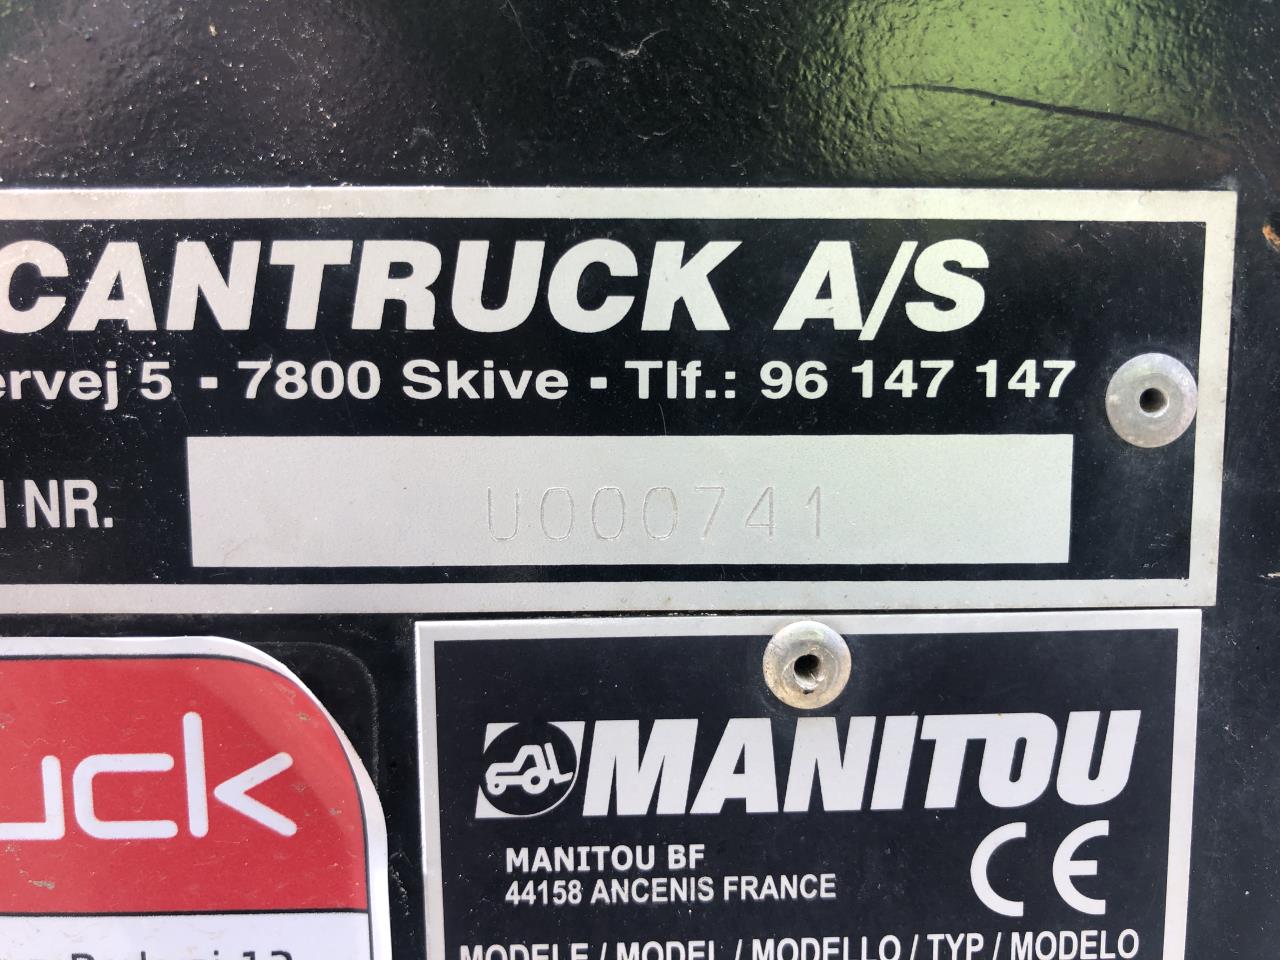 CANTRUCK A/S
ervej 5 - 7800 Skive - Tlf.: 96 147 147
NR. U000741
uck
MANITOU
MANITOU BF
44158 ANCENIS FRANCE
CE
MODELE / MODEL / MODELLO / TYP / MODELO